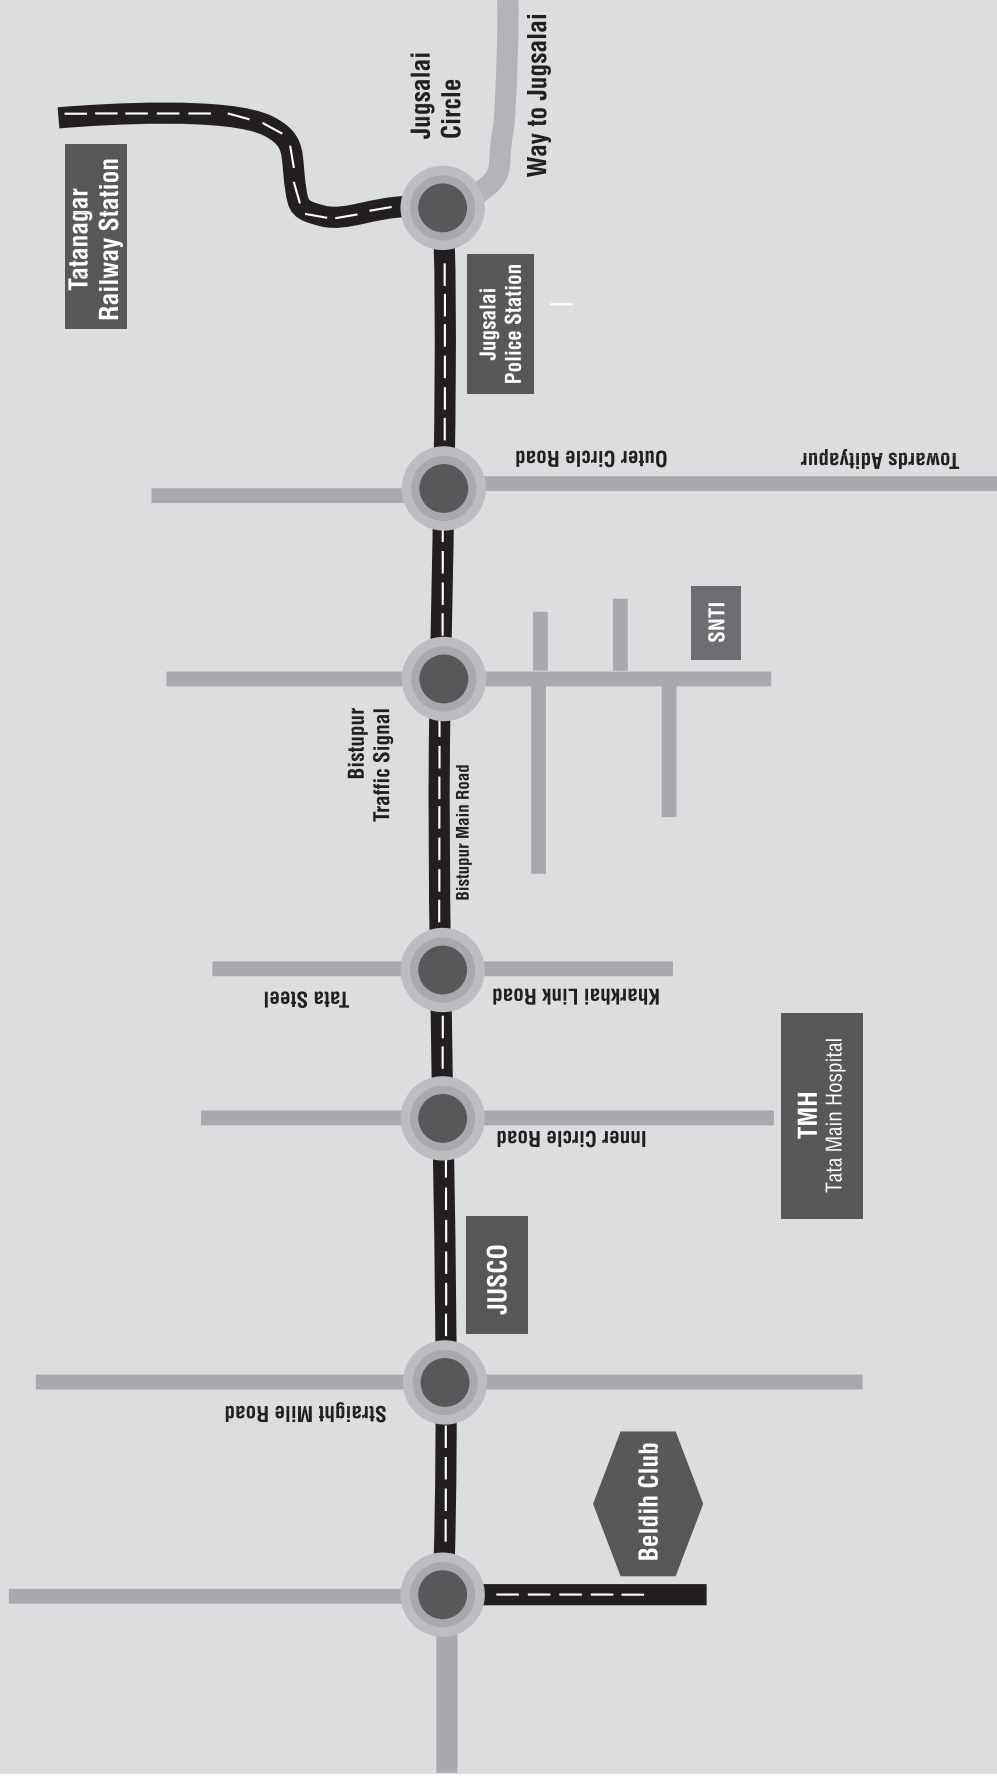 Tatanagar
Railway Station
Jugsalai
Circle
Way to Jugsalai
Jugsalai
Police Station
Outer Circle Road
Towards Adityapur
SNTI
Bistupur
Traffic Signal
Bistupur Main Road
Tata Steel
Kharkhai Link Road
Inner Circle Road
TMH
Tata Main Hospital
JUSCO
Straight Mile Road
Beldih Club